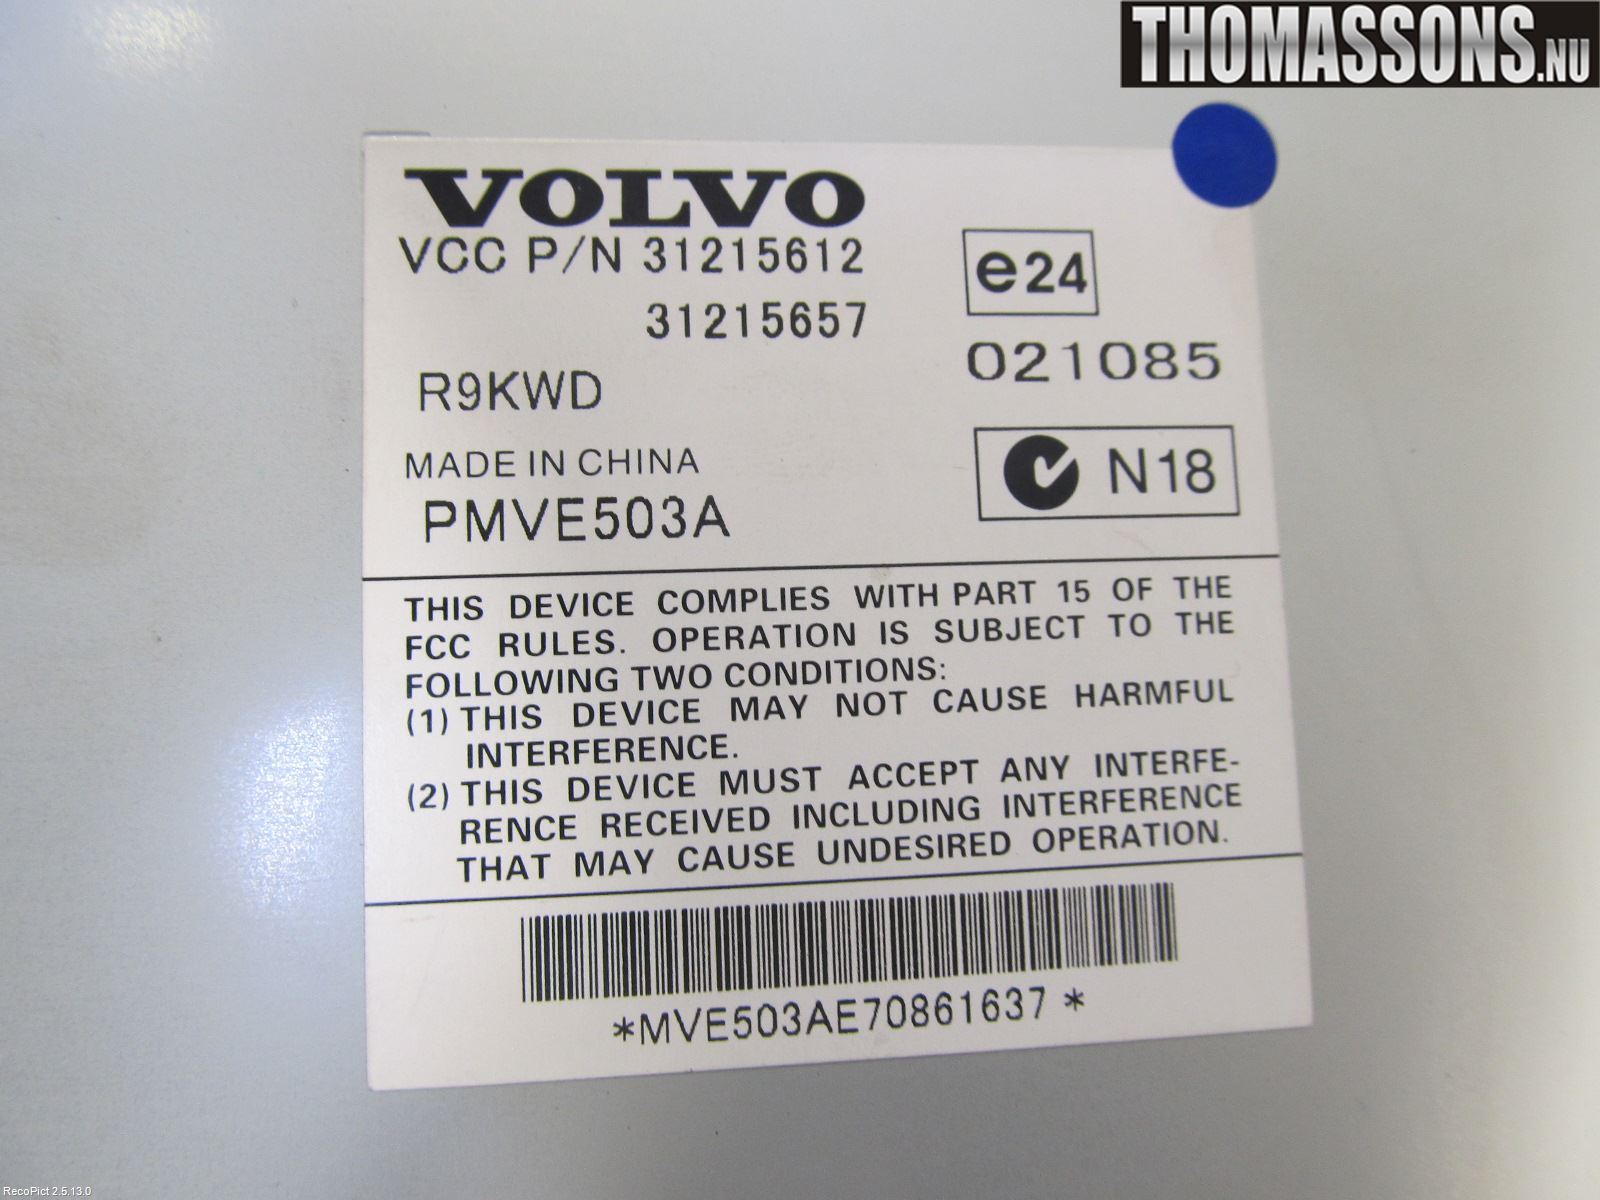 THOMASSONS.NU
VOLVO
VCC P/N 31215612
31215657
e24
021085
R9KWD
N18
MADE IN CHINA
PMVE503A
THIS DEVICE COMPLIES WITH PART 15 OF THE
FCC RULES. OPERATION IS SUBJECT TO THE
FOLLOWING TWO CONDITIONS:
(1) THIS DEVICE MAY NOT CAUSE HARMFUL
INTERFERENCE.
(2) THIS DEVICE MUST ACCEPT ANY INTERFE-
RENCE RECEIVED INCLUDING INTERFERENCE
THAT MAY CAUSE UNDESIRED OPERATION.
*MVE503AE70861637*
RecoPict 2.5.13.0